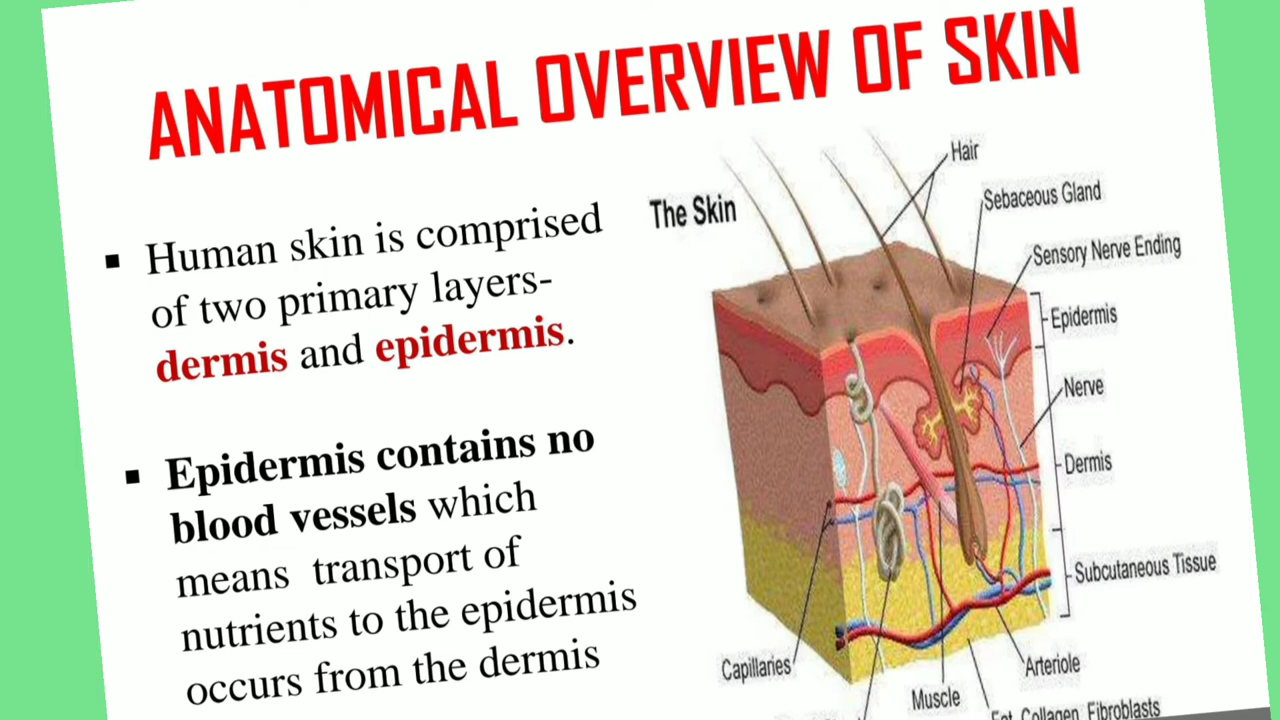 ANATOMICAL OVERVIEW OF SKIN
▪ Human skin is comprised
of two primary layers-
dermis and epidermis.
▪ Epidermis contains no
blood vessels which
means transport of
nutrients to the epidermis
occurs from the dermis
The Skin
Hair
Sebaceous Gland
Sensory Nerve Ending
Epidermis
Nerve
Dermis
Subcutaneous Tissue
Capillaries
Muscle
Arteriole
Collagen, Fibroblasts